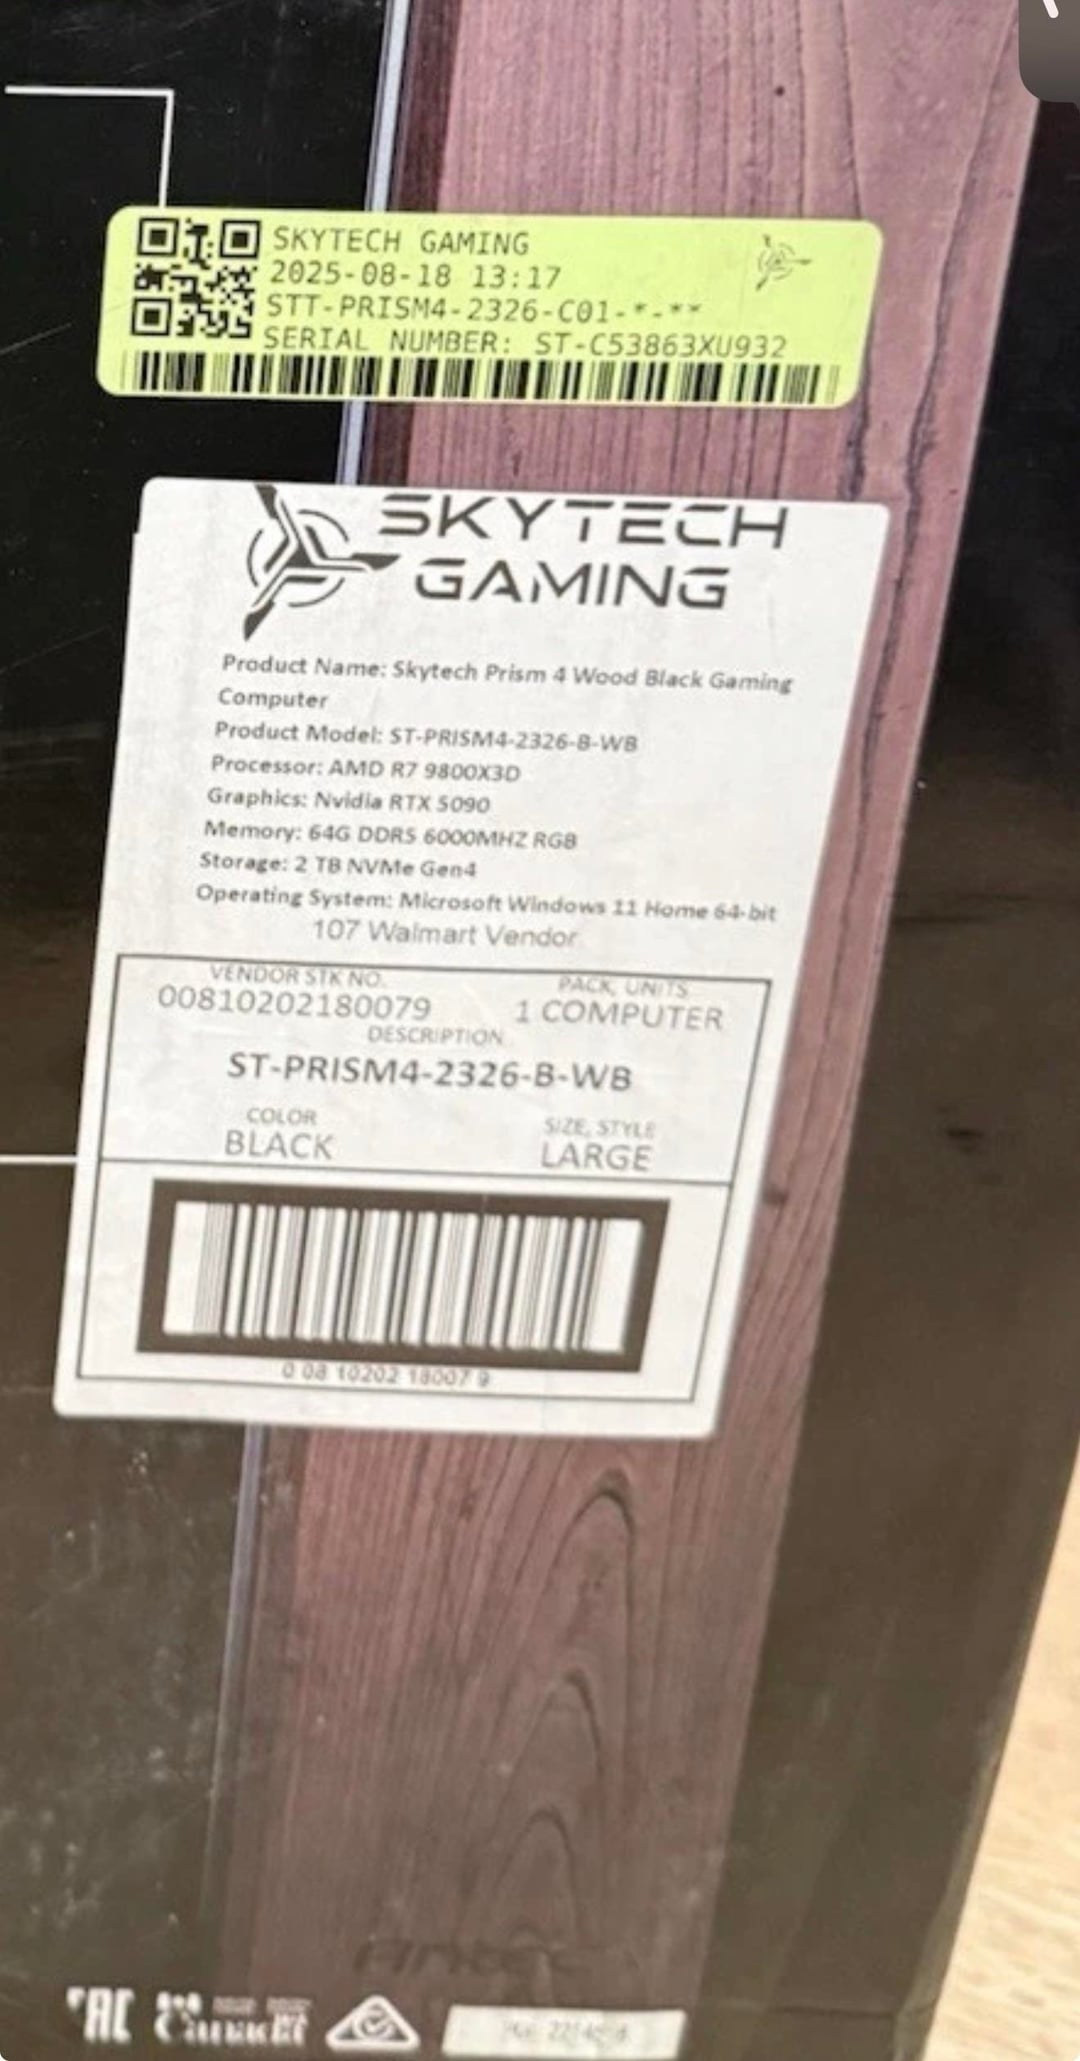 SKYTECH GAMING
2025-08-18 13:17
STT-PRISM4-2326-C01-*-**
SERIAL NUMBER: ST-C53863XU932
SKYTECH
GAMING
Product Name: Skytech Prism 4 Wood Black Gaming
Computer
Product Model: ST-PRISM4-2326-B-WB
Processor: AMD R7 9800X3D
Graphics: Nvidia RTX 5090
Memory: 64G DDR5 6000MHZ RGB
Storage: 2 TB NVMe Gen4
Operating System: Microsoft Windows 11 Home 64-bit
107 Walmart Vendor
VENDOR STK NO. PACK, UNITS
00810202180079 1 COMPUTER
DESCRIPTION
ST-PRISM4-2326-B-WB
COLOR SIZE, STYLE
BLACK LARGE
0 08 10202 18007 9
EAC